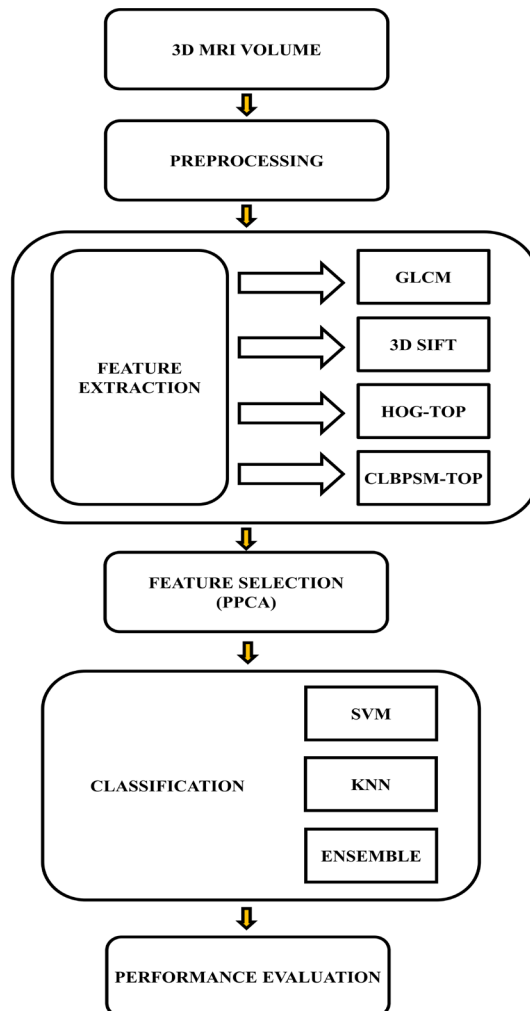 3D MRI VOLUME
PREPROCESSING
FEATURE
EXTRACTION
GLCM
3D SIFT
HOG-TOP
CLBPSM-TOP
FEATURE SELECTION
(PPCA)
CLASSIFICATION
SVM
KNN
ENSEMBLE
PERFORMANCE EVALUATION